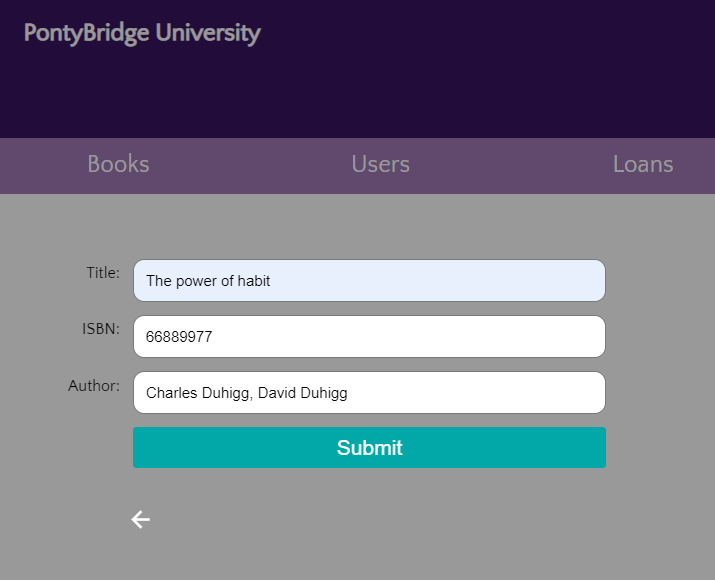 PontyBridge University
Books Users Loans
Title: The power of habit
ISBN: 66889977
Author: Charles Duhigg, David Duhigg
Submit